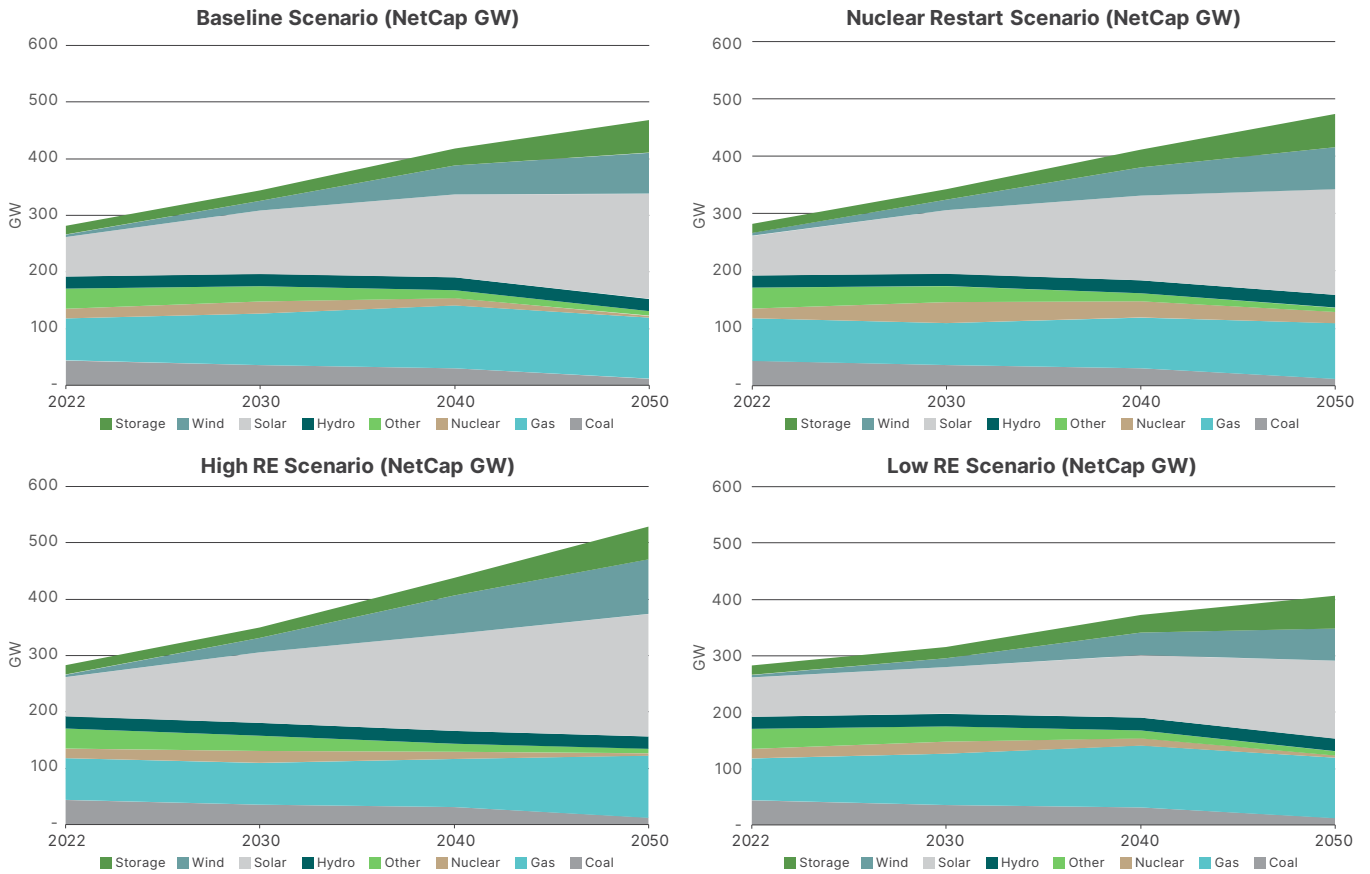 Baseline Scenario (NetCap GW)
600
500
400
300
200
100
-
GW
2022 2030 2040 2050
Storage Wind Solar Hydro Other Nuclear Gas Coal
Nuclear Restart Scenario (NetCap GW)
600
500
400
300
200
100
-
GW
2022 2030 2040 2050
Storage Wind Solar Hydro Other Nuclear Gas Coal
High RE Scenario (NetCap GW)
600
500
400
300
200
100
-
GW
2022 2030 2040 2050
Storage Wind Solar Hydro Other Nuclear Gas Coal
Low RE Scenario (NetCap GW)
600
500
400
300
200
100
-
GW
2022 2030 2040 2050
Storage Wind Solar Hydro Other Nuclear Gas Coal